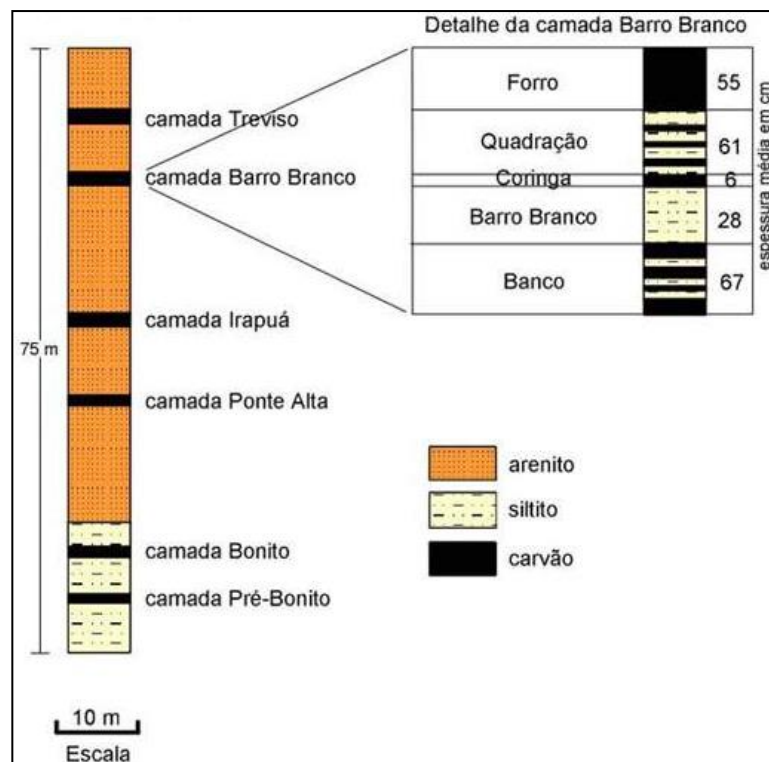 Detalhe da camada Barro Branco
75 m
camada Treviso
camada Barro Branco
camada Irapuá
camada Ponte Alta
camada Bonito
camada Pré-Bonito
Forro 55
Quadração 61
Coringa 6
Barro Branco 28
Banco 67
espessura média em cm
arenito
siltito
carvão
10 m
Escala